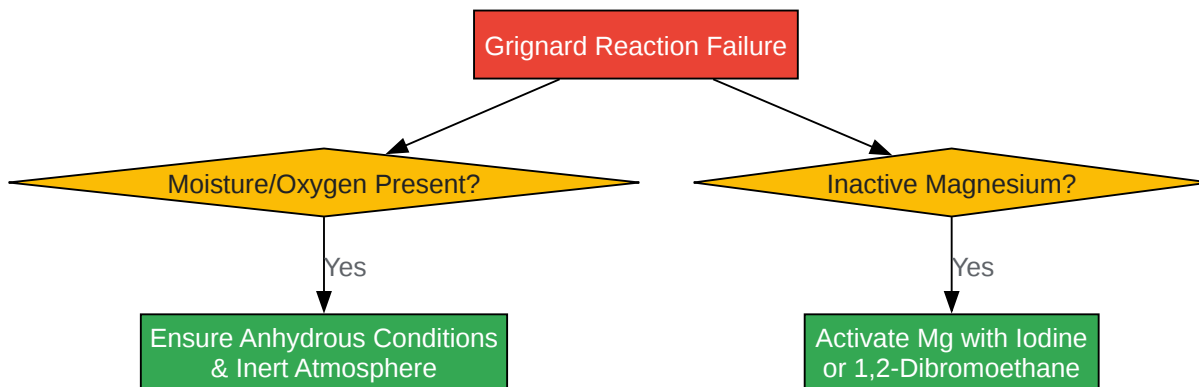 Grignard Reaction Failure
Moisture/Oxygen Present?
Inactive Magnesium?
Yes
Yes
Ensure Anhydrous Conditions
& Inert Atmosphere
Activate Mg with Iodine
or 1,2-Dibromoethane